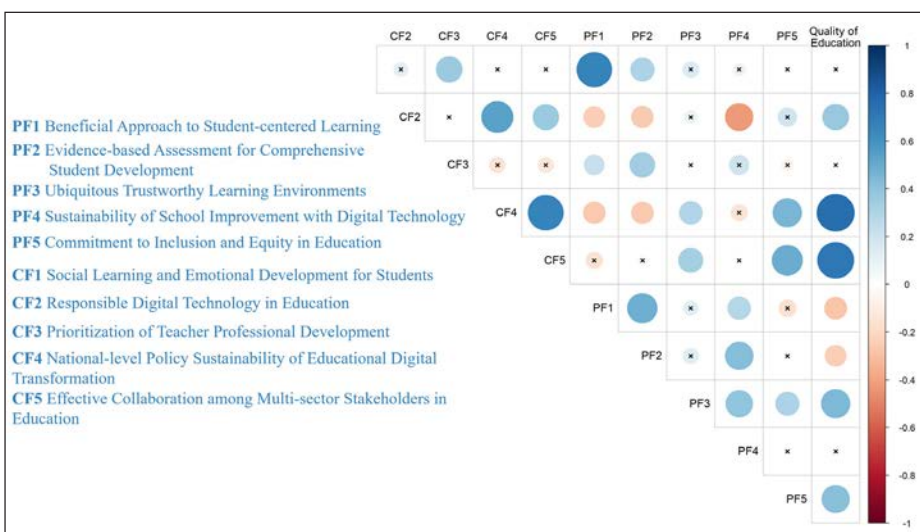 Quality of
CF2 CF3 CF4 CF5 PF1 PF2 PF3 PF4 PF5 Education
CF2
CF3
CF4
CF5
PF1
PF2
PF3
PF4
PF5
PF1 Beneficial Approach to Student-centered Learning
PF2 Evidence-based Assessment for Comprehensive
Student Development
PF3 Ubiquitous Trustworthy Learning Environments
PF4 Sustainability of School Improvement with Digital Technology
PF5 Commitment to Inclusion and Equity in Education
CF1 Social Learning and Emotional Development for Students
CF2 Responsible Digital Technology in Education
CF3 Prioritization of Teacher Professional Development
CF4 National-level Policy Sustainability of Educational Digital
Transformation
CF5 Effective Collaboration among Multi-sector Stakeholders in
Education
1
0.8
0.6
0.4
0.2
0
-0.2
-0.4
-0.6
-0.8
-1